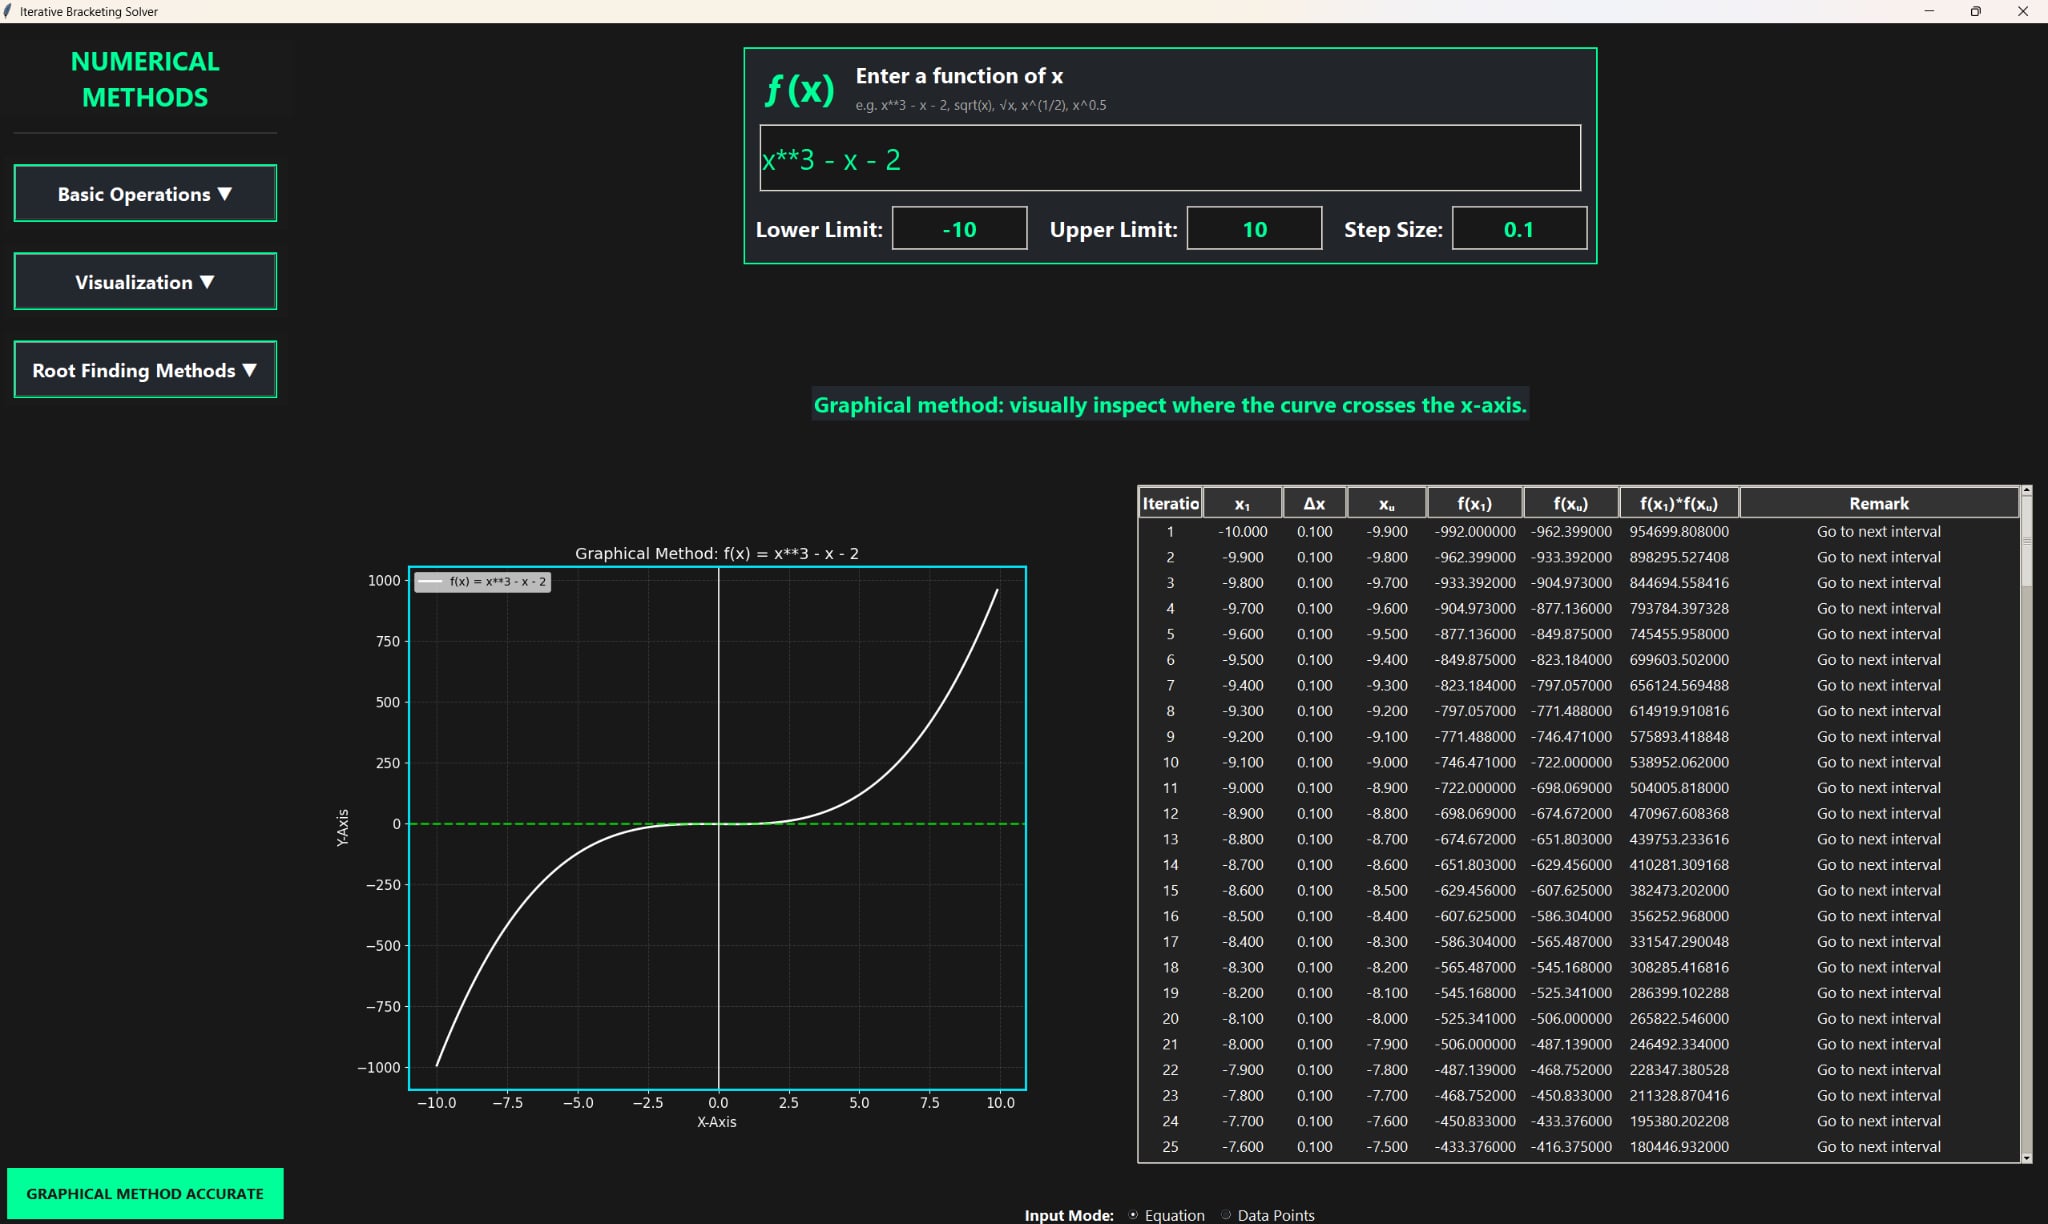 Iterative Bracketing Solver
NUMERICAL
METHODS
Basic Operations ▼
Visualization ▼
Root Finding Methods ▼
GRAPHICAL METHOD ACCURATE
f(x)
Enter a function of x
e.g. x**3 - x - 2, sqrt(x), √x, x^(1/2), x^0.5
x**3 - x - 2
Lower Limit: -10 Upper Limit: 10 Step Size: 0.1
Graphical method: visually inspect where the curve crosses the x-axis.
Graphical Method: f(x) = x**3 - x - 2
f(x) = x**3 - x - 2
1000
750
500
250
0
−250
−500
−750
−1000
Y-Axis
−10.0 −7.5 −5.0 −2.5 0.0 2.5 5.0 7.5 10.0
X-Axis
Iteratio x₁ Δx xᵤ f(x₁) f(xᵤ) f(x₁)*f(xᵤ) Remark
1 -10.000 0.100 -9.900 -992.000000 -962.399000 954699.808000 Go to next interval
2 -9.900 0.100 -9.800 -962.399000 -933.392000 898295.527408 Go to next interval
3 -9.800 0.100 -9.700 -933.392000 -904.973000 844694.558416 Go to next interval
4 -9.700 0.100 -9.600 -904.973000 -877.136000 793784.397328 Go to next interval
5 -9.600 0.100 -9.500 -877.136000 -849.875000 745455.958000 Go to next interval
6 -9.500 0.100 -9.400 -849.875000 -823.184000 699603.502000 Go to next interval
7 -9.400 0.100 -9.300 -823.184000 -797.057000 656124.569488 Go to next interval
8 -9.300 0.100 -9.200 -797.057000 -771.488000 614919.910816 Go to next interval
9 -9.200 0.100 -9.100 -771.488000 -746.471000 575893.418848 Go to next interval
10 -9.100 0.100 -9.000 -746.471000 -722.000000 538952.062000 Go to next interval
11 -9.000 0.100 -8.900 -722.000000 -698.069000 504005.818000 Go to next interval
12 -8.900 0.100 -8.800 -698.069000 -674.672000 470967.608368 Go to next interval
13 -8.800 0.100 -8.700 -674.672000 -651.803000 439753.233616 Go to next interval
14 -8.700 0.100 -8.600 -651.803000 -629.456000 410281.309168 Go to next interval
15 -8.600 0.100 -8.500 -629.456000 -607.625000 382473.202000 Go to next interval
16 -8.500 0.100 -8.400 -607.625000 -586.304000 356252.968000 Go to next interval
17 -8.400 0.100 -8.300 -586.304000 -565.487000 331547.290048 Go to next interval
18 -8.300 0.100 -8.200 -565.487000 -545.168000 308285.416816 Go to next interval
19 -8.200 0.100 -8.100 -545.168000 -525.341000 286399.102288 Go to next interval
20 -8.100 0.100 -8.000 -525.341000 -506.000000 265822.546000 Go to next interval
21 -8.000 0.100 -7.900 -506.000000 -487.139000 246492.334000 Go to next interval
22 -7.900 0.100 -7.800 -487.139000 -468.752000 228347.380528 Go to next interval
23 -7.800 0.100 -7.700 -468.752000 -450.833000 211328.870416 Go to next interval
24 -7.700 0.100 -7.600 -450.833000 -433.376000 195380.202208 Go to next interval
25 -7.600 0.100 -7.500 -433.376000 -416.375000 180446.932000 Go to next interval
Input Mode: Equation Data Points